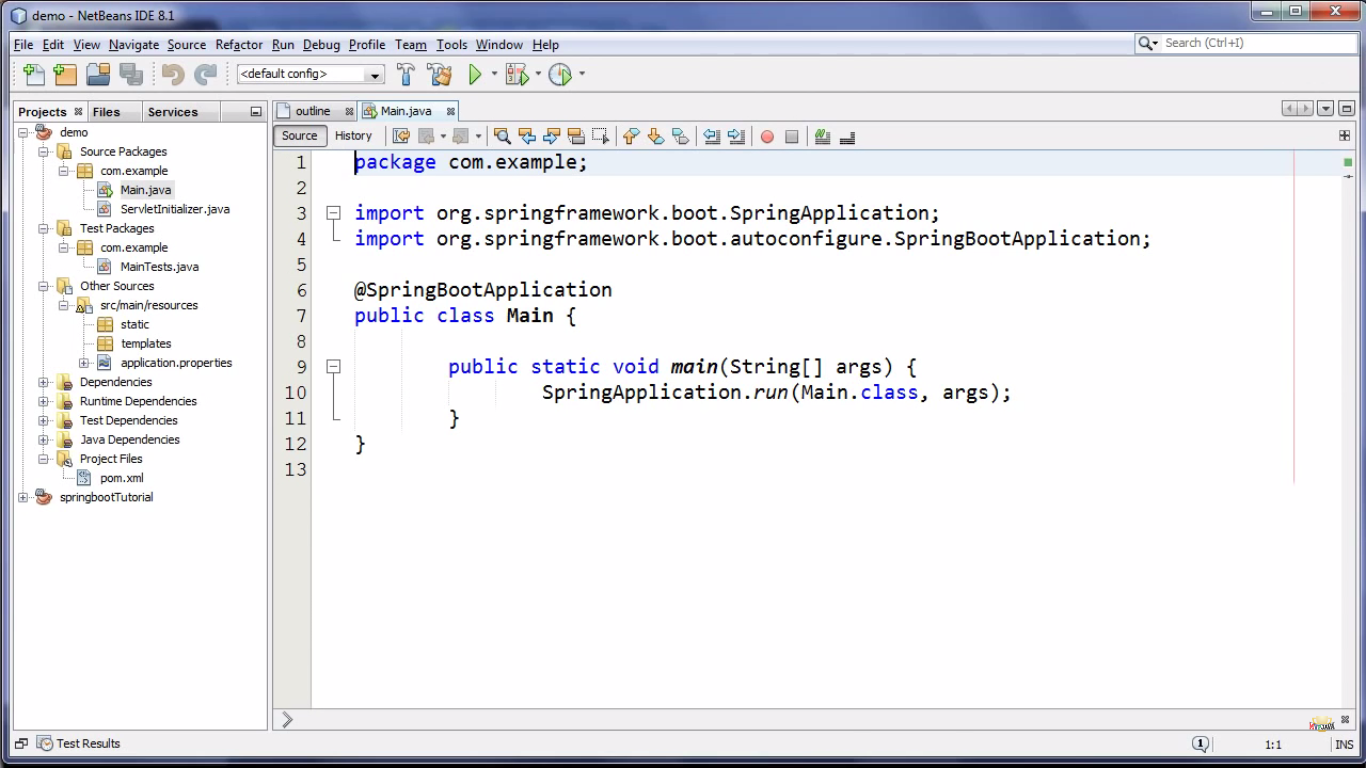 demo - NetBeans IDE 8.1
File Edit View Navigate Source Refactor Run Debug Profile Team Tools Window Help
Search (Ctrl+I)
<default config>
Projects Files Services
outline Main.java
Source History
demo
Source Packages
com.example
Main.java
ServletInitializer.java
Test Packages
com.example
MainTests.java
Other Sources
src/main/resources
static
templates
application.properties
Dependencies
Runtime Dependencies
Test Dependencies
Java Dependencies
Project Files
pom.xml
springbootTutorial
1 package com.example;
2
3 import org.springframework.boot.SpringApplication;
4 import org.springframework.boot.autoconfigure.SpringBootApplication;
5
6 @SpringBootApplication
7 public class Main {
8
9 public static void main(String[] args) {
10 SpringApplication.run(Main.class, args);
11 }
12 }
13
Test Results
1
1:1
INS